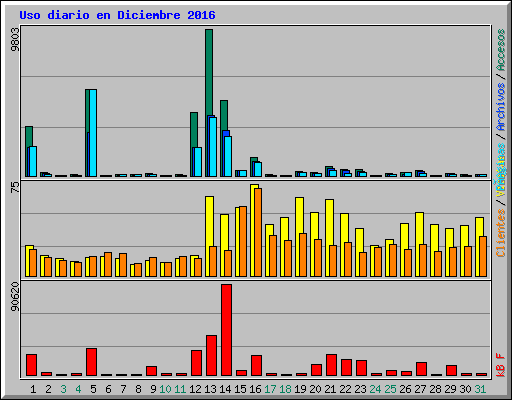 Uso diario en Diciembre 2016
9803
75
90620
Accesos
/ Archivos /
Clientes /
kB F
1 2 3 4 5 6 7 8 9 10 11 12 13 14 15 16 17 18 19 20 21 22 23 24 25 26 27 28 29 30 31